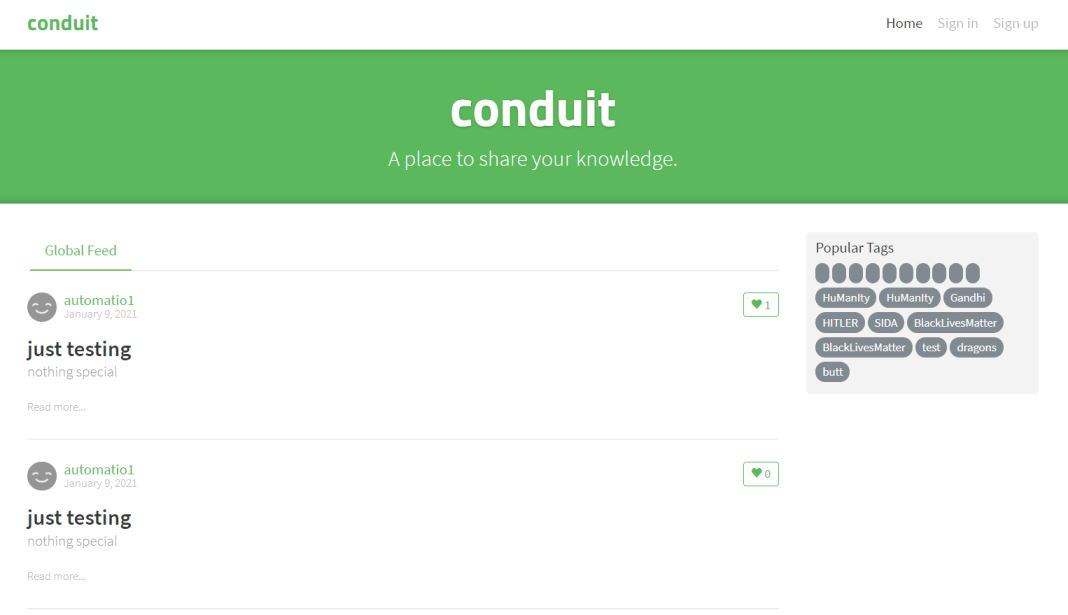 conduit
Home Sign in Sign up
conduit
A place to share your knowledge.
Global Feed
automatio1
January 9, 2021
1
just testing
nothing special
Read more...
automatio1
January 9, 2021
0
just testing
nothing special
Read more...
Popular Tags
HuManIty HuManIty Gandhi
HITLER SIDA BlackLivesMatter
BlackLivesMatter test dragons
butt